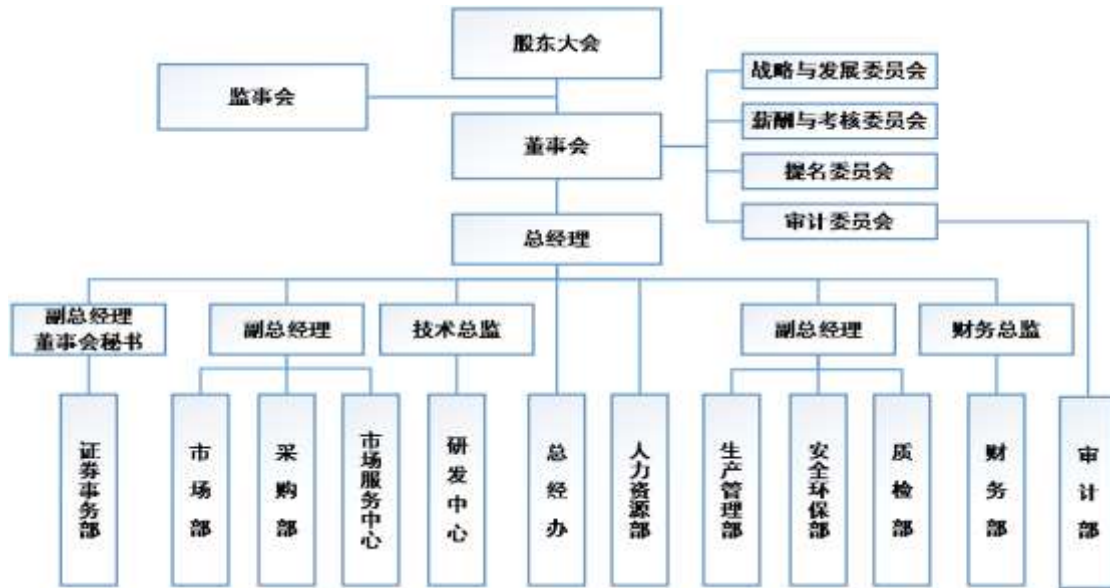 股东大会
监事会
战略与发展委员会
薪酬与考核委员会
董事会
提名委员会
审计委员会
总经理
副总经理
董事会秘书
副总经理
技术总监
副总经理
财务总监
证券事务部
市场部
采购部
市场服务中心
研发中心
总经办
人力资源部
生产管理部
安全环保部
质检部
财务部
审计部